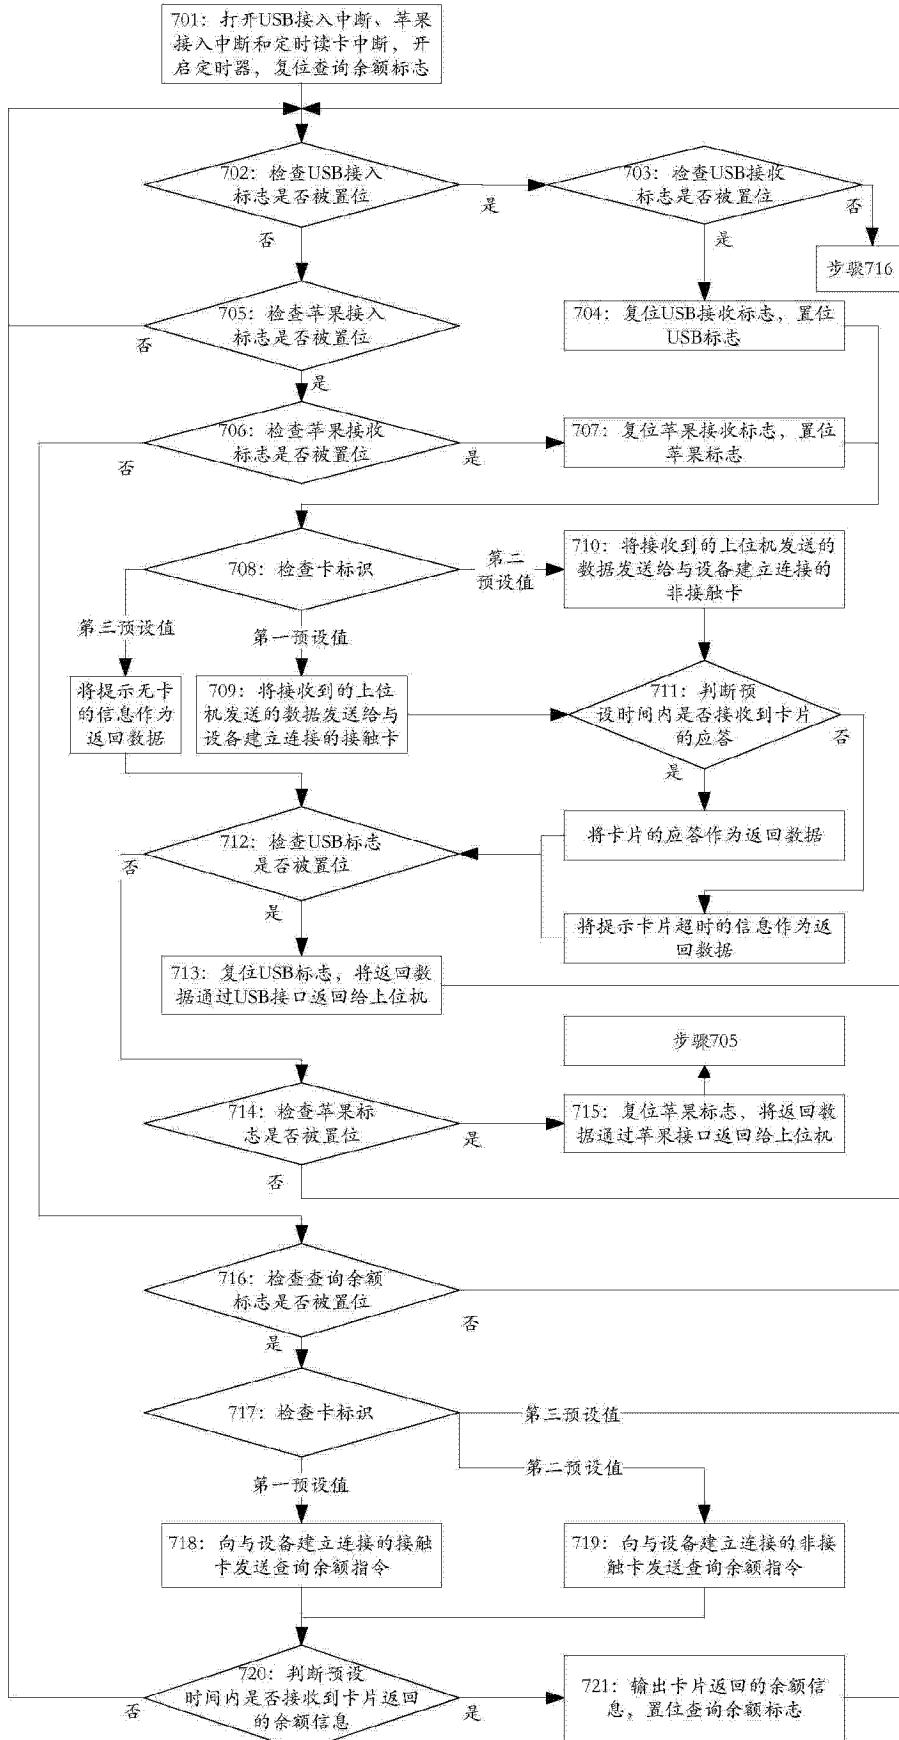 701：打开USB接入中断、苹果
接入中断和定时读卡中断，开
启定时器，复位查询余额标志
702：检查USB接入
标志是否被置位
是
否
703：检查USB接收
标志是否被置位
否
是
步骤716
704：复位USB接收标志，置位
USB标志
705：检查苹果接入
标志是否被置位
否
是
706：检查苹果接收
标志是否被置位
否
是
707：复位苹果接收标志，置位
苹果标志
708：检查卡标识
第二
预设值
第三预设值
第一预设值
710：将接收到的上位机发送的
数据发送给与设备建立连接的
非接触卡
将提示无卡
的信息作为
返回数据
709：将接收到的上位
机发送的数据发送给与
设备建立连接的接触卡
711：判断预
设时间内是否接收到卡片
的应答
否
是
将卡片的应答作为返回数据
712：检查USB标志
是否被置位
否
是
将提示卡片超时的信息作为返
回数据
713：复位USB标志，将返回数
据通过USB接口返回给上位机
步骤705
714：检查苹果标
志是否被置位
是
否
715：复位苹果标志，将返回数
据通过苹果接口返回给上位机
716：检查查询余额
标志是否被置位
否
是
717：检查卡标识
第三预设值
第二预设值
第一预设值
718：向与设备建立连接的接触
卡发送查询余额指令
719：向与设备建立连接的非接
触卡发送查询余额指令
720：判断预设
时间内是否接收到卡片返回
的余额信息
否
是
721：输出卡片返回的余额信
息，置位查询余额标志